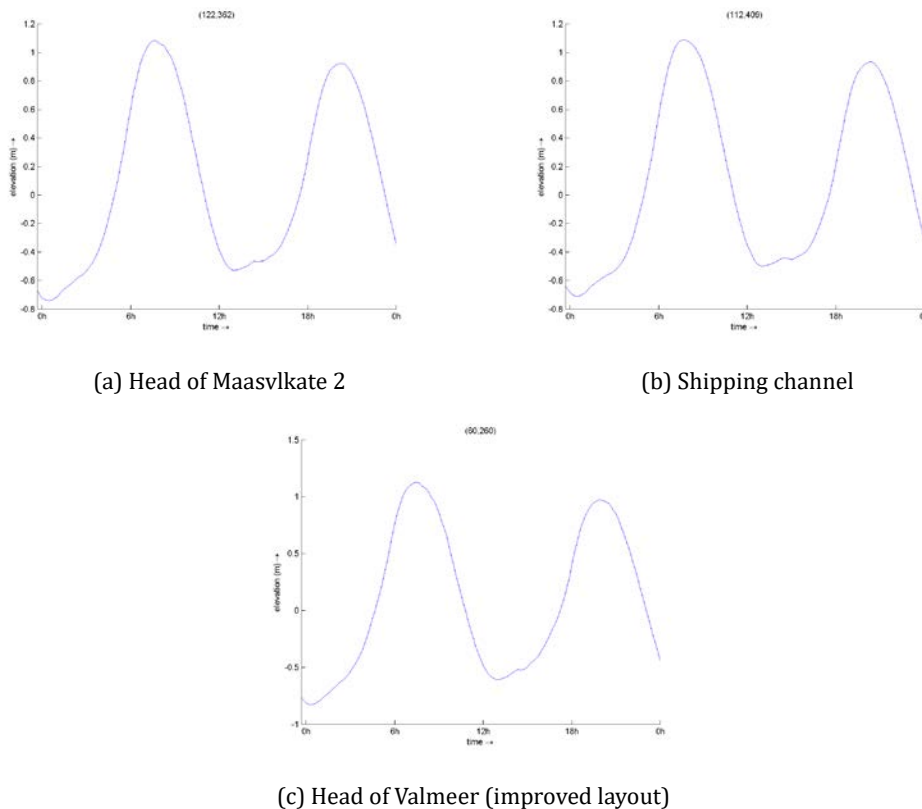 (122,362)
1.2
1
0.8
0.6
0.4
0.2
0
-0.2
-0.4
-0.6
-0.8
elevation (m) →
0h
6h
12h
18h
0h
time →
(a) Head of Maasvlkate 2
(112,409)
1.2
1
0.8
0.6
0.4
0.2
0
-0.2
-0.4
-0.6
-0.8
elevation (m) →
0h
6h
12h
18h
0h
time →
(b) Shipping channel
(60,260)
1.5
1
0.5
0
-0.5
-1
elevation (m) →
0h
6h
12h
18h
0h
time →
(c) Head of Valmeer (improved layout)